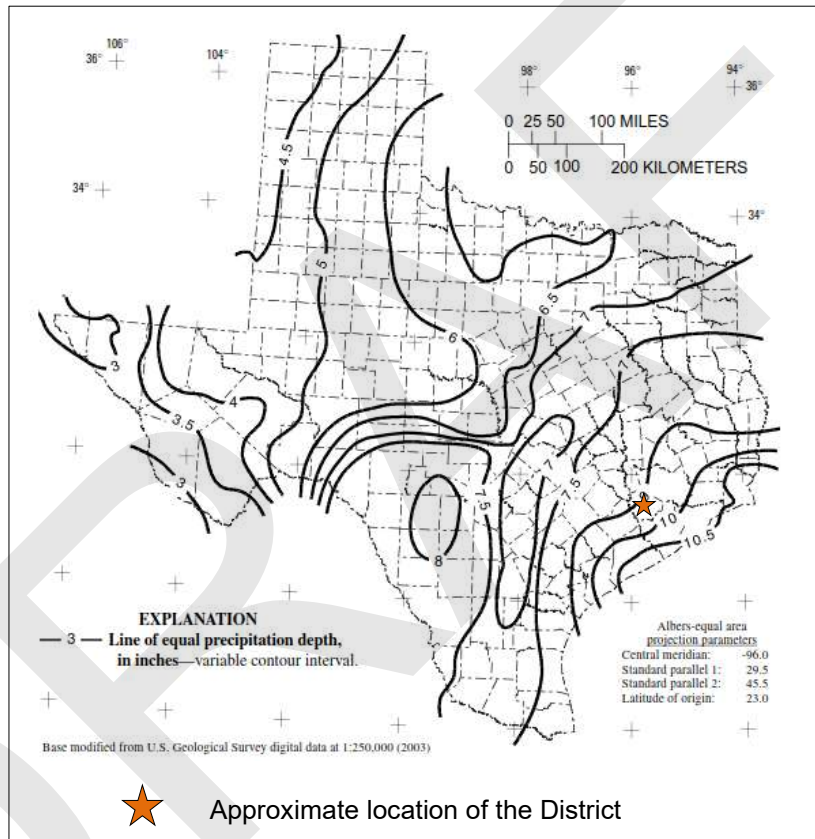 106°
36°
104°
98°
96°
94°
36°
0 25 50 100 MILES
0 50 100 200 KILOMETERS
4.5
34°
34°
5
6.5
7
6
3
4
3.5
3
7
7.5
7.5
10
10.5
8
EXPLANATION
— 3 — Line of equal precipitation depth,
in inches—variable contour interval.
Albers-equal area
projection parameters
Central meridian: -96.0
Standard parallel 1: 29.5
Standard parallel 2: 45.5
Latitude of origin: 23.0
Base modified from U.S. Geological Survey digital data at 1:250,000 (2003)
Approximate location of the District
DRAFT